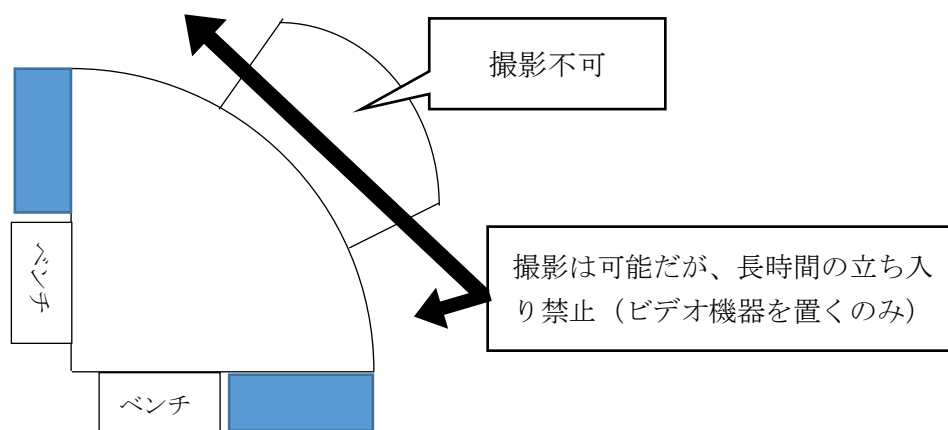 撮影不可
撮影は可能だが、長時間の立ち入
り禁止（ビデオ機器を置くのみ）
ベンチ
ベンチ